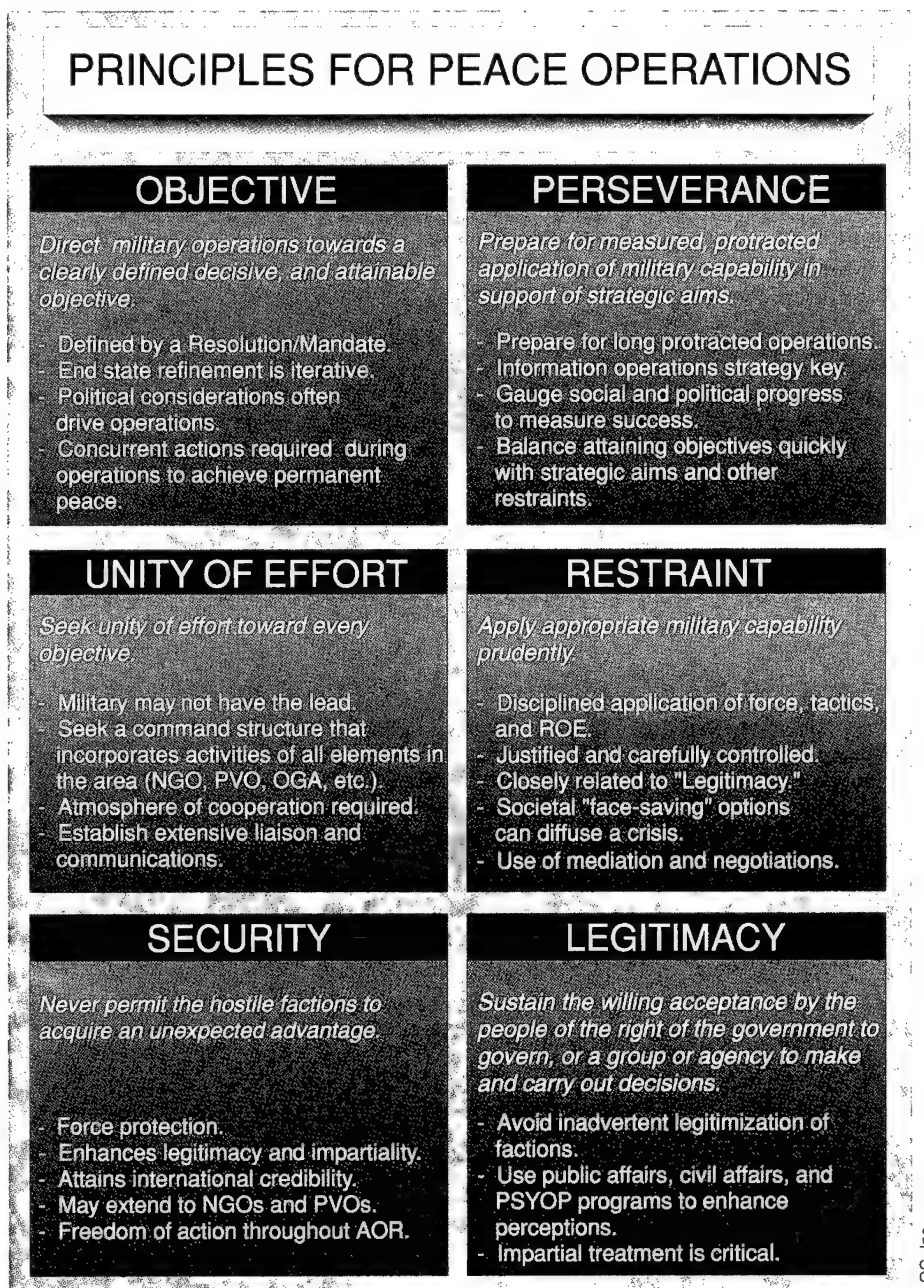 PRINCIPLES FOR PEACE OPERATIONS
OBJECTIVE
Direct military operations towards a
clearly defined decisive, and attainable
objective.
- Defined by a Resolution/Mandate.
- End state refinement is iterative.
- Political considerations often
drive operations.
- Concurrent actions required during
operations to achieve permanent
peace.
PERSEVERANCE
Prepare for measured, protracted
application of military capability in
support of strategic aims.
- Prepare for long protracted operations.
- Information operations strategy key.
- Gauge social and political progress
to measure success.
- Balance attaining objectives quickly
with strategic aims and other
restraints.
UNITY OF EFFORT
Seek unity of effort toward every
objective.
- Military may not have the lead.
- Seek a command structure that
incorporates activities of all elements in
the area (NGO, PVO, OGA, etc.).
- Atmosphere of cooperation required.
- Establish extensive liaison and
communications.
RESTRAINT
Apply appropriate military capability
prudently.
- Disciplined application of force, tactics,
and ROE.
- Justified and carefully controlled.
- Closely related to "Legitimacy."
- Societal "face-saving" options
can diffuse a crisis.
- Use of mediation and negotiations.
SECURITY
Never permit the hostile factions to
acquire an unexpected advantage.
- Force protection.
- Enhances legitimacy and impartiality.
- Attains international credibility.
- May extend to NGOs and PVOs.
- Freedom of action throughout AOR.
LEGITIMACY
Sustain the willing acceptance by the
people of the right of the government to
govern, or a group or agency to make
and carry out decisions.
- Avoid inadvertent legitimization of
factions.
- Use public affairs, civil affairs, and
PSYOP programs to enhance
perceptions.
- Impartial treatment is critical.